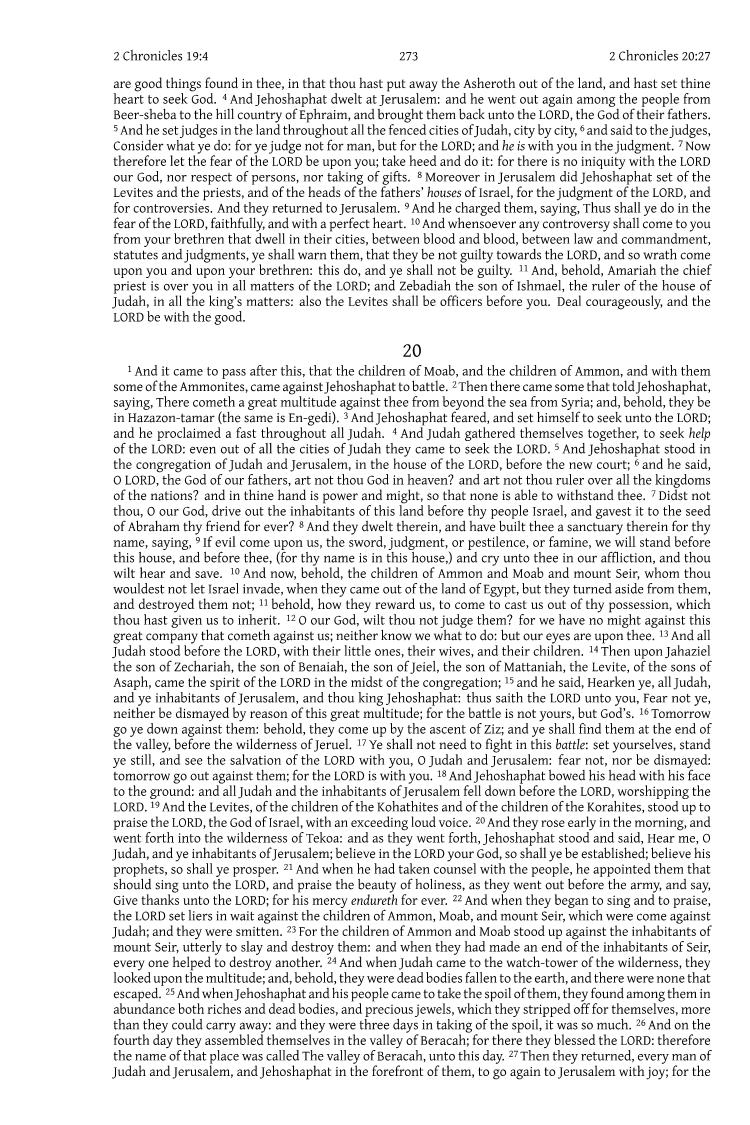 2 Chronicles 19:4 273 2 Chronicles 20:27
are good things found in thee, in that thou hast put away the Asheroth out of the land, and hast set thine
heart to seek God. 4 And Jehoshaphat dwelt at Jerusalem: and he went out again among the people from
Beer-sheba to the hill country of Ephraim, and brought them back unto the LORD, the God of their fathers.
5 And he set judges in the land throughout all the fenced cities of Judah, city by city, 6 and said to the judges,
Consider what ye do: for ye judge not for man, but for the LORD; and he is with you in the judgment. 7 Now
therefore let the fear of the LORD be upon you; take heed and do it: for there is no iniquity with the LORD
our God, nor respect of persons, nor taking of gifts. 8 Moreover in Jerusalem did Jehoshaphat set of the
Levites and the priests, and of the heads of the fathers’ houses of Israel, for the judgment of the LORD, and
for controversies. And they returned to Jerusalem. 9 And he charged them, saying, Thus shall ye do in the
fear of the LORD, faithfully, and with a perfect heart. 10 And whensoever any controversy shall come to you
from your brethren that dwell in their cities, between blood and blood, between law and commandment,
statutes and judgments, ye shall warn them, that they be not guilty towards the LORD, and so wrath come
upon you and upon your brethren: this do, and ye shall not be guilty. 11 And, behold, Amariah the chief
priest is over you in all matters of the LORD; and Zebadiah the son of Ishmael, the ruler of the house of
Judah, in all the king’s matters: also the Levites shall be officers before you. Deal courageously, and the
LORD be with the good.
20
1 And it came to pass after this, that the children of Moab, and the children of Ammon, and with them
some of the Ammonites, came against Jehoshaphat to battle. 2 Then there came some that told Jehoshaphat,
saying, There cometh a great multitude against thee from beyond the sea from Syria; and, behold, they be
in Hazazon-tamar (the same is En-gedi). 3 And Jehoshaphat feared, and set himself to seek unto the LORD;
and he proclaimed a fast throughout all Judah. 4 And Judah gathered themselves together, to seek help
of the LORD: even out of all the cities of Judah they came to seek the LORD. 5 And Jehoshaphat stood in
the congregation of Judah and Jerusalem, in the house of the LORD, before the new court; 6 and he said,
O LORD, the God of our fathers, art not thou God in heaven? and art not thou ruler over all the kingdoms
of the nations? and in thine hand is power and might, so that none is able to withstand thee. 7 Didst not
thou, O our God, drive out the inhabitants of this land before thy people Israel, and gavest it to the seed
of Abraham thy friend for ever? 8 And they dwelt therein, and have built thee a sanctuary therein for thy
name, saying, 9 If evil come upon us, the sword, judgment, or pestilence, or famine, we will stand before
this house, and before thee, (for thy name is in this house,) and cry unto thee in our affliction, and thou
wilt hear and save. 10 And now, behold, the children of Ammon and Moab and mount Seir, whom thou
wouldest not let Israel invade, when they came out of the land of Egypt, but they turned aside from them,
and destroyed them not; 11 behold, how they reward us, to come to cast us out of thy possession, which
thou hast given us to inherit. 12 O our God, wilt thou not judge them? for we have no might against this
great company that cometh against us; neither know we what to do: but our eyes are upon thee. 13 And all
Judah stood before the LORD, with their little ones, their wives, and their children. 14 Then upon Jahaziel
the son of Zechariah, the son of Benaiah, the son of Jeiel, the son of Mattaniah, the Levite, of the sons of
Asaph, came the spirit of the LORD in the midst of the congregation; 15 and he said, Hearken ye, all Judah,
and ye inhabitants of Jerusalem, and thou king Jehoshaphat: thus saith the LORD unto you, Fear not ye,
neither be dismayed by reason of this great multitude; for the battle is not yours, but God’s. 16 Tomorrow
go ye down against them: behold, they come up by the ascent of Ziz; and ye shall find them at the end of
the valley, before the wilderness of Jeruel. 17 Ye shall not need to fight in this battle: set yourselves, stand
ye still, and see the salvation of the LORD with you, O Judah and Jerusalem: fear not, nor be dismayed:
tomorrow go out against them; for the LORD is with you. 18 And Jehoshaphat bowed his head with his face
to the ground: and all Judah and the inhabitants of Jerusalem fell down before the LORD, worshipping the
LORD. 19 And the Levites, of the children of the Kohathites and of the children of the Korahites, stood up to
praise the LORD, the God of Israel, with an exceeding loud voice. 20 And they rose early in the morning, and
went forth into the wilderness of Tekoa: and as they went forth, Jehoshaphat stood and said, Hear me, O
Judah, and ye inhabitants of Jerusalem; believe in the LORD your God, so shall ye be established; believe his
prophets, so shall ye prosper. 21 And when he had taken counsel with the people, he appointed them that
should sing unto the LORD, and praise the beauty of holiness, as they went out before the army, and say,
Give thanks unto the LORD; for his mercy endureth for ever. 22 And when they began to sing and to praise,
the LORD set liers in wait against the children of Ammon, Moab, and mount Seir, which were come against
Judah; and they were smitten. 23 For the children of Ammon and Moab stood up against the inhabitants of
mount Seir, utterly to slay and destroy them: and when they had made an end of the inhabitants of Seir,
every one helped to destroy another. 24 And when Judah came to the watch-tower of the wilderness, they
looked upon the multitude; and, behold, they were dead bodies fallen to the earth, and there were none that
escaped. 25 And when Jehoshaphat and his people came to take the spoil of them, they found among them in
abundance both riches and dead bodies, and precious jewels, which they stripped off for themselves, more
than they could carry away: and they were three days in taking of the spoil, it was so much. 26 And on the
fourth day they assembled themselves in the valley of Beracah; for there they blessed the LORD: therefore
the name of that place was called The valley of Beracah, unto this day. 27 Then they returned, every man of
Judah and Jerusalem, and Jehoshaphat in the forefront of them, to go again to Jerusalem with joy; for the